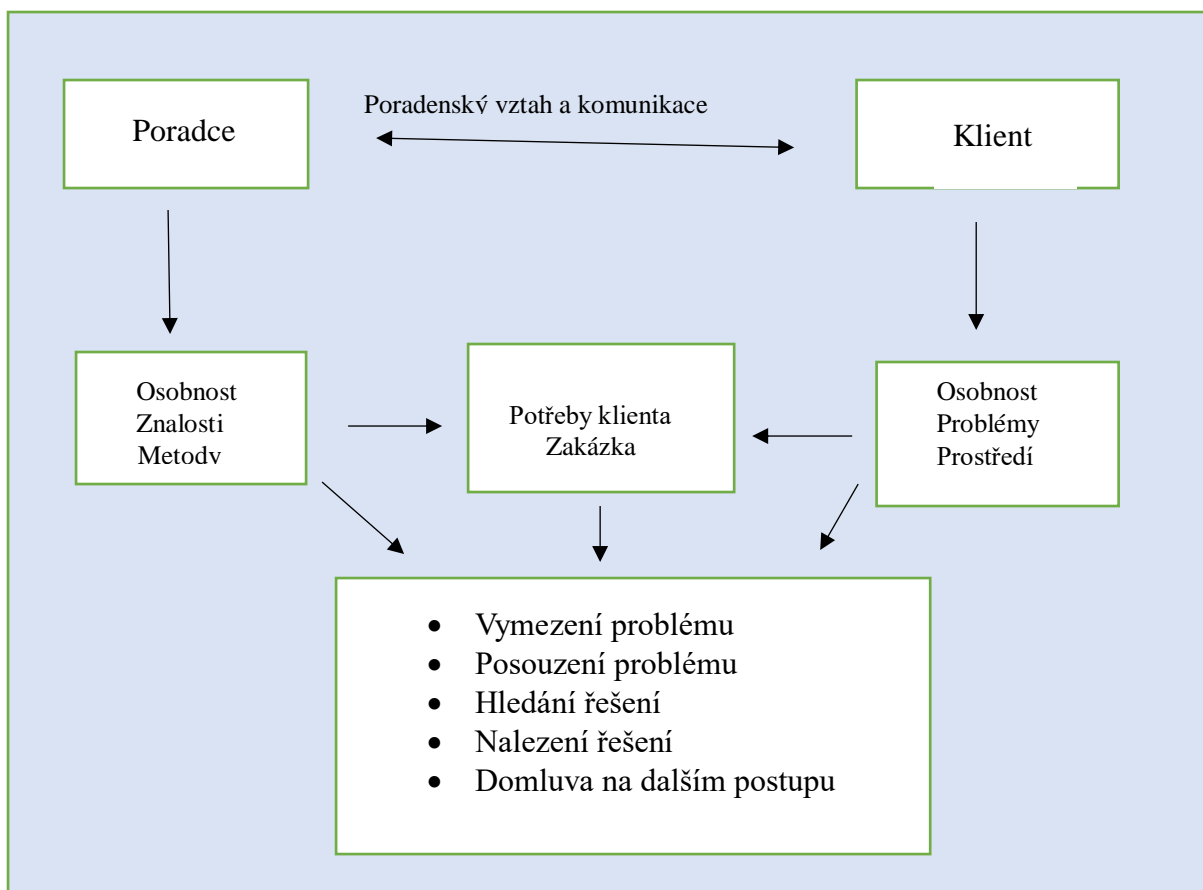 Poradenský vztah a komunikace
Poradce
Klient
Osobnost
Znalosti
Metody
Potřeby klienta
Zakázka
Osobnost
Problémy
Prostředí
• Vymezení problému
• Posouzení problému
• Hledání řešení
• Nalezení řešení
• Domluva na dalším postupu